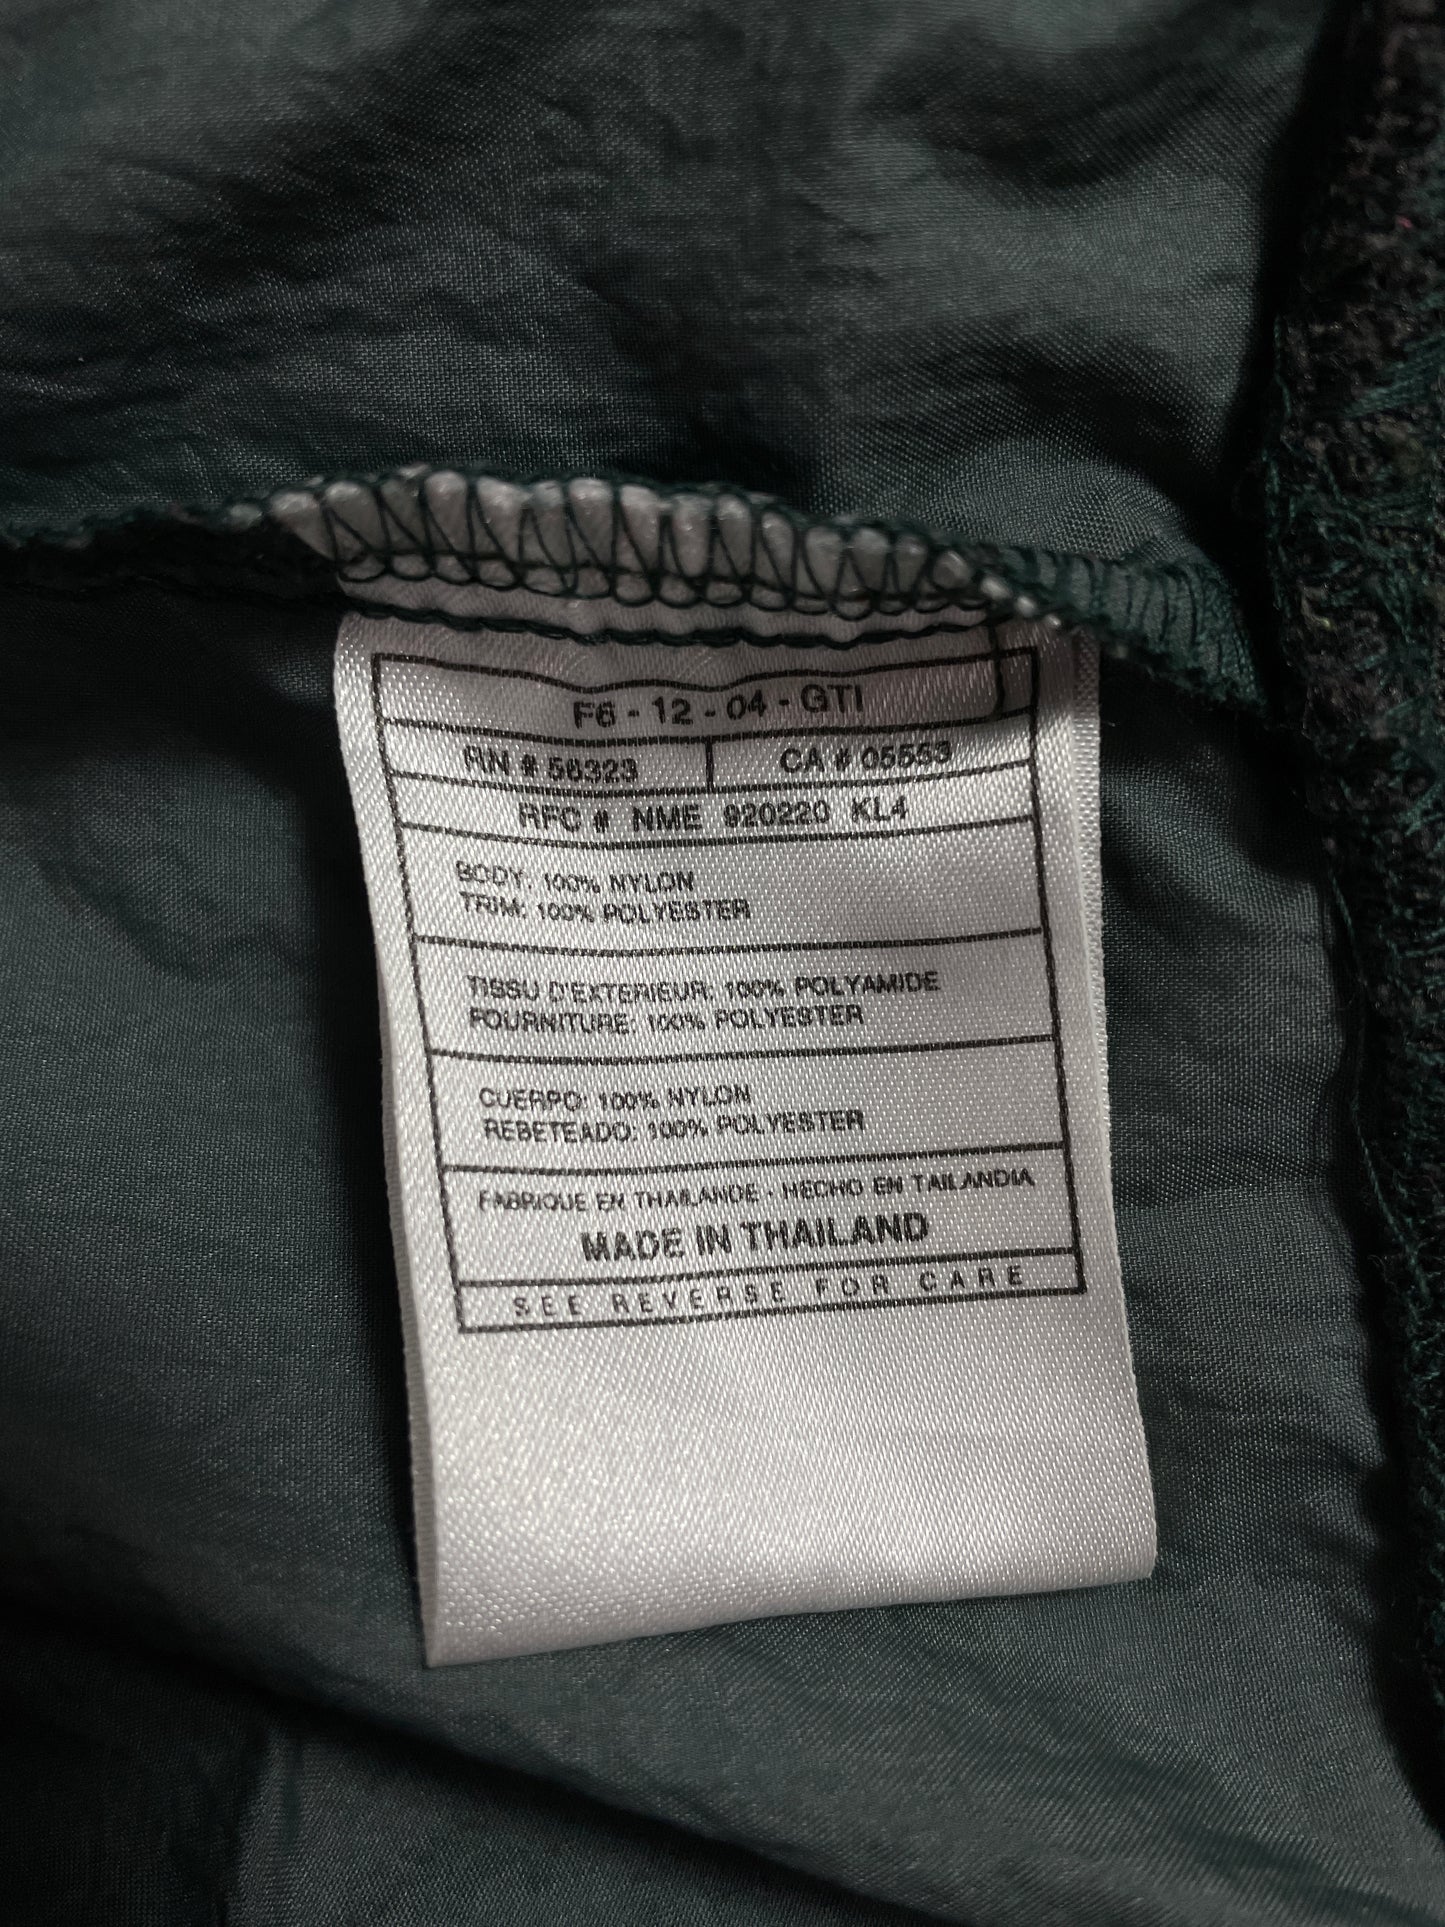 F6 - 12 - 04 - GTI
RN # 56323 CA # 05553
RFC # NME 920220 KL4
BODY: 100% NYLON
TRIM: 100% POLYESTER
TISSU D'EXTERIEUR: 100% POLYAMIDE
FOURNITURE: 100% POLYESTER
CUERPO: 100% NYLON
REBETEADO: 100% POLYESTER
FABRIQUE EN THAILANDE - HECHO EN TAILANDIA
MADE IN THAILAND
SEE REVERSE FOR CARE